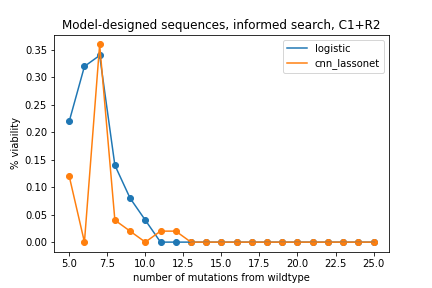 Model-designed sequences, informed search, C1+R2
logistic
cnn_lassonet
% viability
0.35
0.30
0.25
0.20
0.15
0.10
0.05
0.00
5.0 7.5 10.0 12.5 15.0 17.5 20.0 22.5 25.0
number of mutations from wildtype